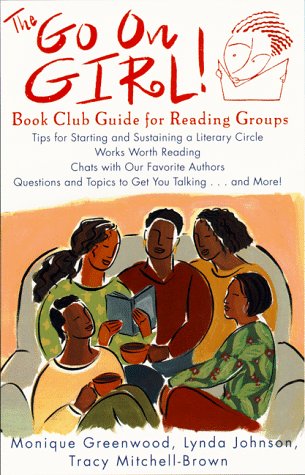 The
GO ON
GIRL!
Book Club Guide for Reading Groups
Tips for Starting and Sustaining a Literary Circle
Works Worth Reading
Chats with Our Favorite Authors
Questions and Topics to Get You Talking . . . and More!
Monique Greenwood, Lynda Johnson,
Tracy Mitchell-Brown